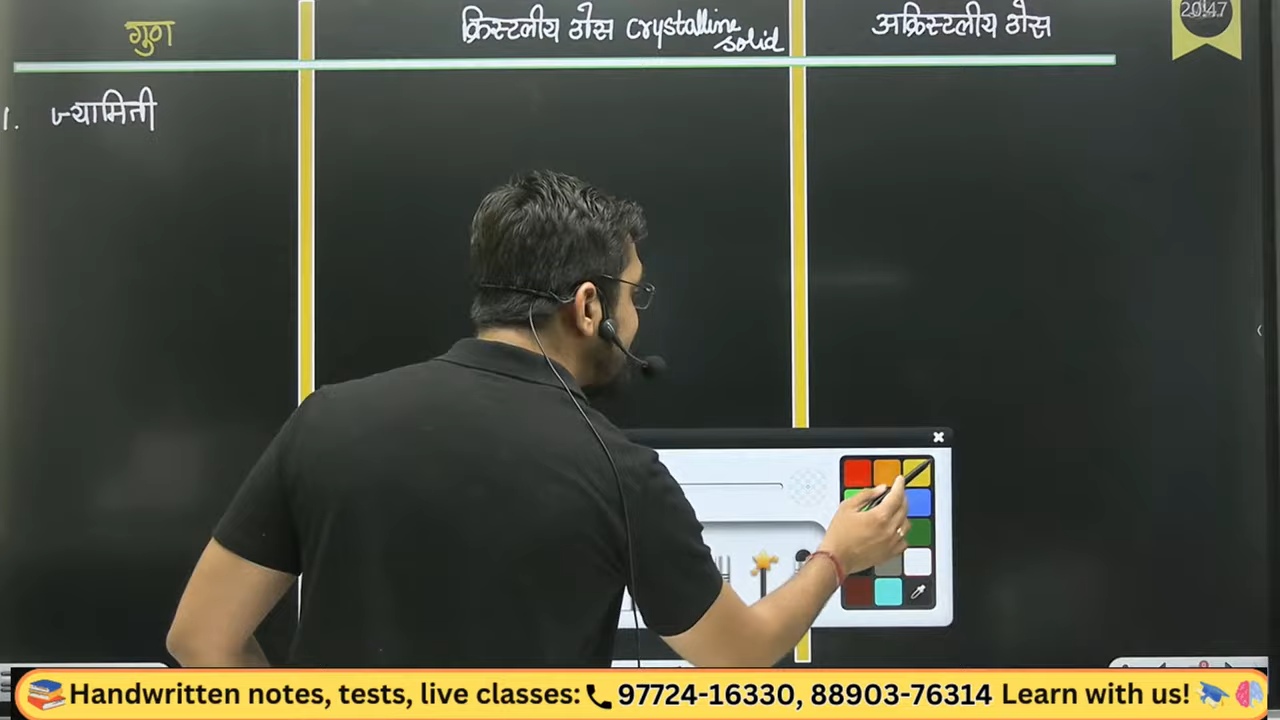 गुण
क्रिस्टलीय ठोस crystalline solid
अक्रिस्टलीय ठोस
20:47
1. ज्यामिती
Handwritten notes, tests, live classes: 97724-16330, 88903-76314 Learn with us!